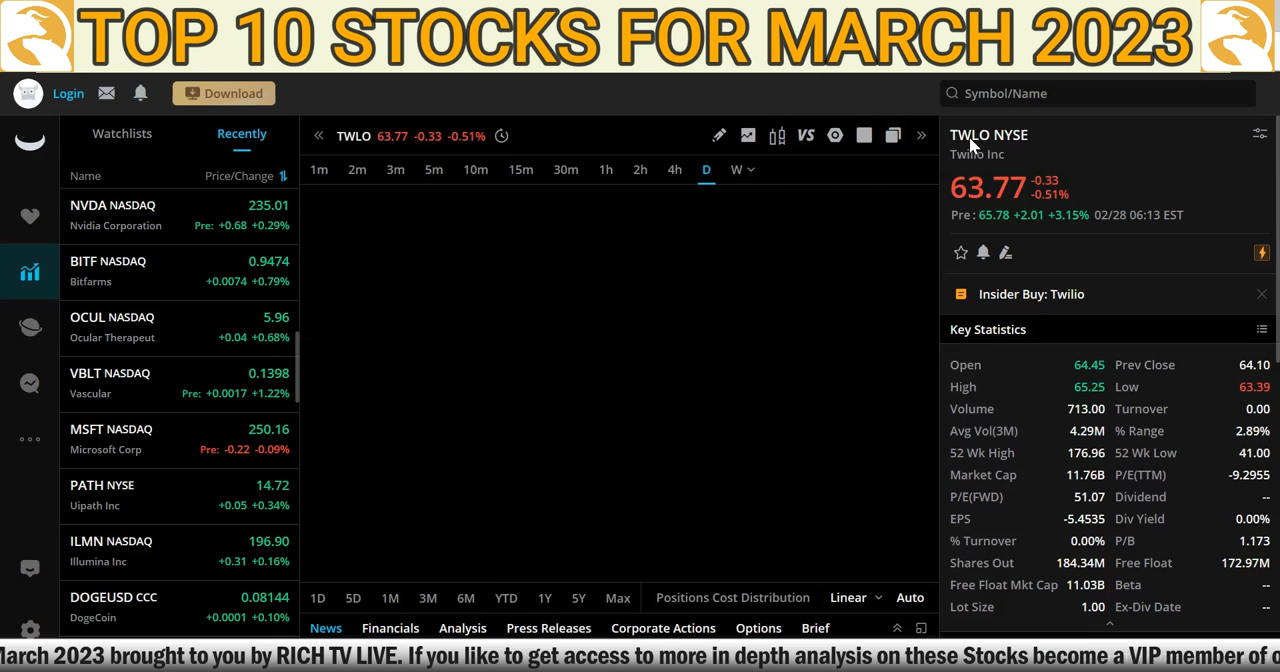 TOP 10 STOCKS FOR MARCH 2023
Login
Download
Symbol/Name
Watchlists
Recently
Name
Price/Change
NVDA NASDAQ 235.01
Nvidia Corporation Pre: +0.68 +0.29%
BITF NASDAQ 0.9474
Bitfarms +0.0074 +0.79%
OCUL NASDAQ 5.96
Ocular Therapeut +0.04 +0.68%
VBLT NASDAQ 0.1398
Vascular Pre: +0.0017 +1.22%
MSFT NASDAQ 250.16
Microsoft Corp Pre: -0.22 -0.09%
PATH NYSE 14.72
Uipath Inc +0.05 +0.34%
ILMN NASDAQ 196.90
Illumina Inc +0.31 +0.16%
DOGEUSD CCC 0.08144
DogeCoin +0.0001 +0.10%
TWLO 63.77 -0.33 -0.51%
VS
1m 2m 3m 5m 10m 15m 30m 1h 2h 4h D W
1D 5D 1M 3M 6M YTD 1Y 5Y Max Positions Cost Distribution Linear Auto
News Financials Analysis Press Releases Corporate Actions Options Brief
TWLO NYSE
Twilio Inc
63.77 -0.33
-0.51%
Pre: 65.78 +2.01 +3.15% 02/28 06:13 EST
Insider Buy: Twilio
Key Statistics
Open 64.45 Prev Close 64.10
High 65.25 Low 63.39
Volume 713.00 Turnover 0.00
Avg Vol(3M) 4.29M % Range 2.89%
52 Wk High 176.96 52 Wk Low 41.00
Market Cap 11.76B P/E(TTM) -9.2955
P/E(FWD) 51.07 Dividend --
EPS -5.4535 Div Yield 0.00%
% Turnover 0.00% P/B 1.173
Shares Out 184.34M Free Float 172.97M
Free Float Mkt Cap 11.03B Beta --
Lot Size 1.00 Ex-Div Date --
March 2023 brought to you by RICH TV LIVE. If you like to get access to more in depth analysis on these Stocks become a VIP member of